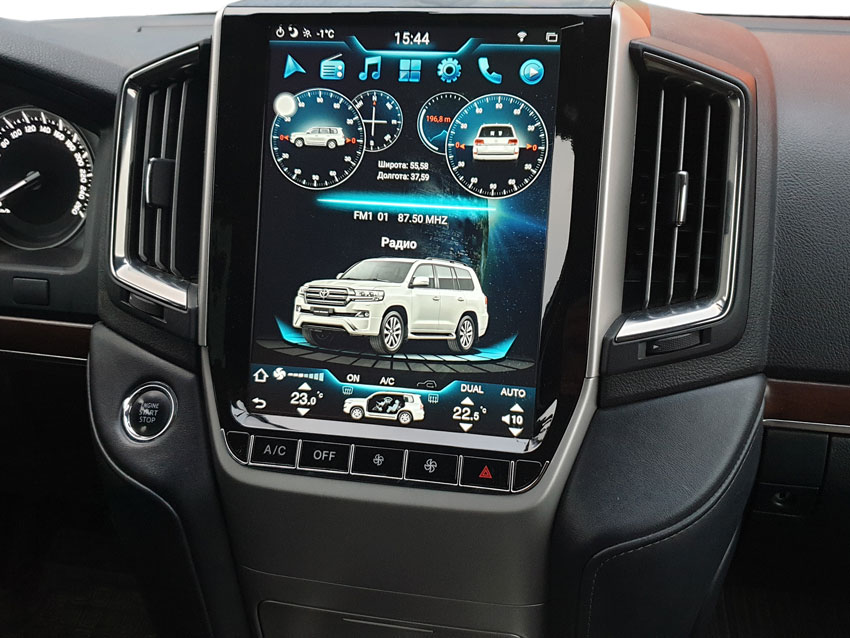 -1°C
15:44
196,8 m
Широта: 55,58
Долгота: 37,59
FM1 01 87.50 MHZ
Радио
ON A/C DUAL AUTO
23.0°C
22.5°C
10
ENGINE
START
STOP
A/C OFF